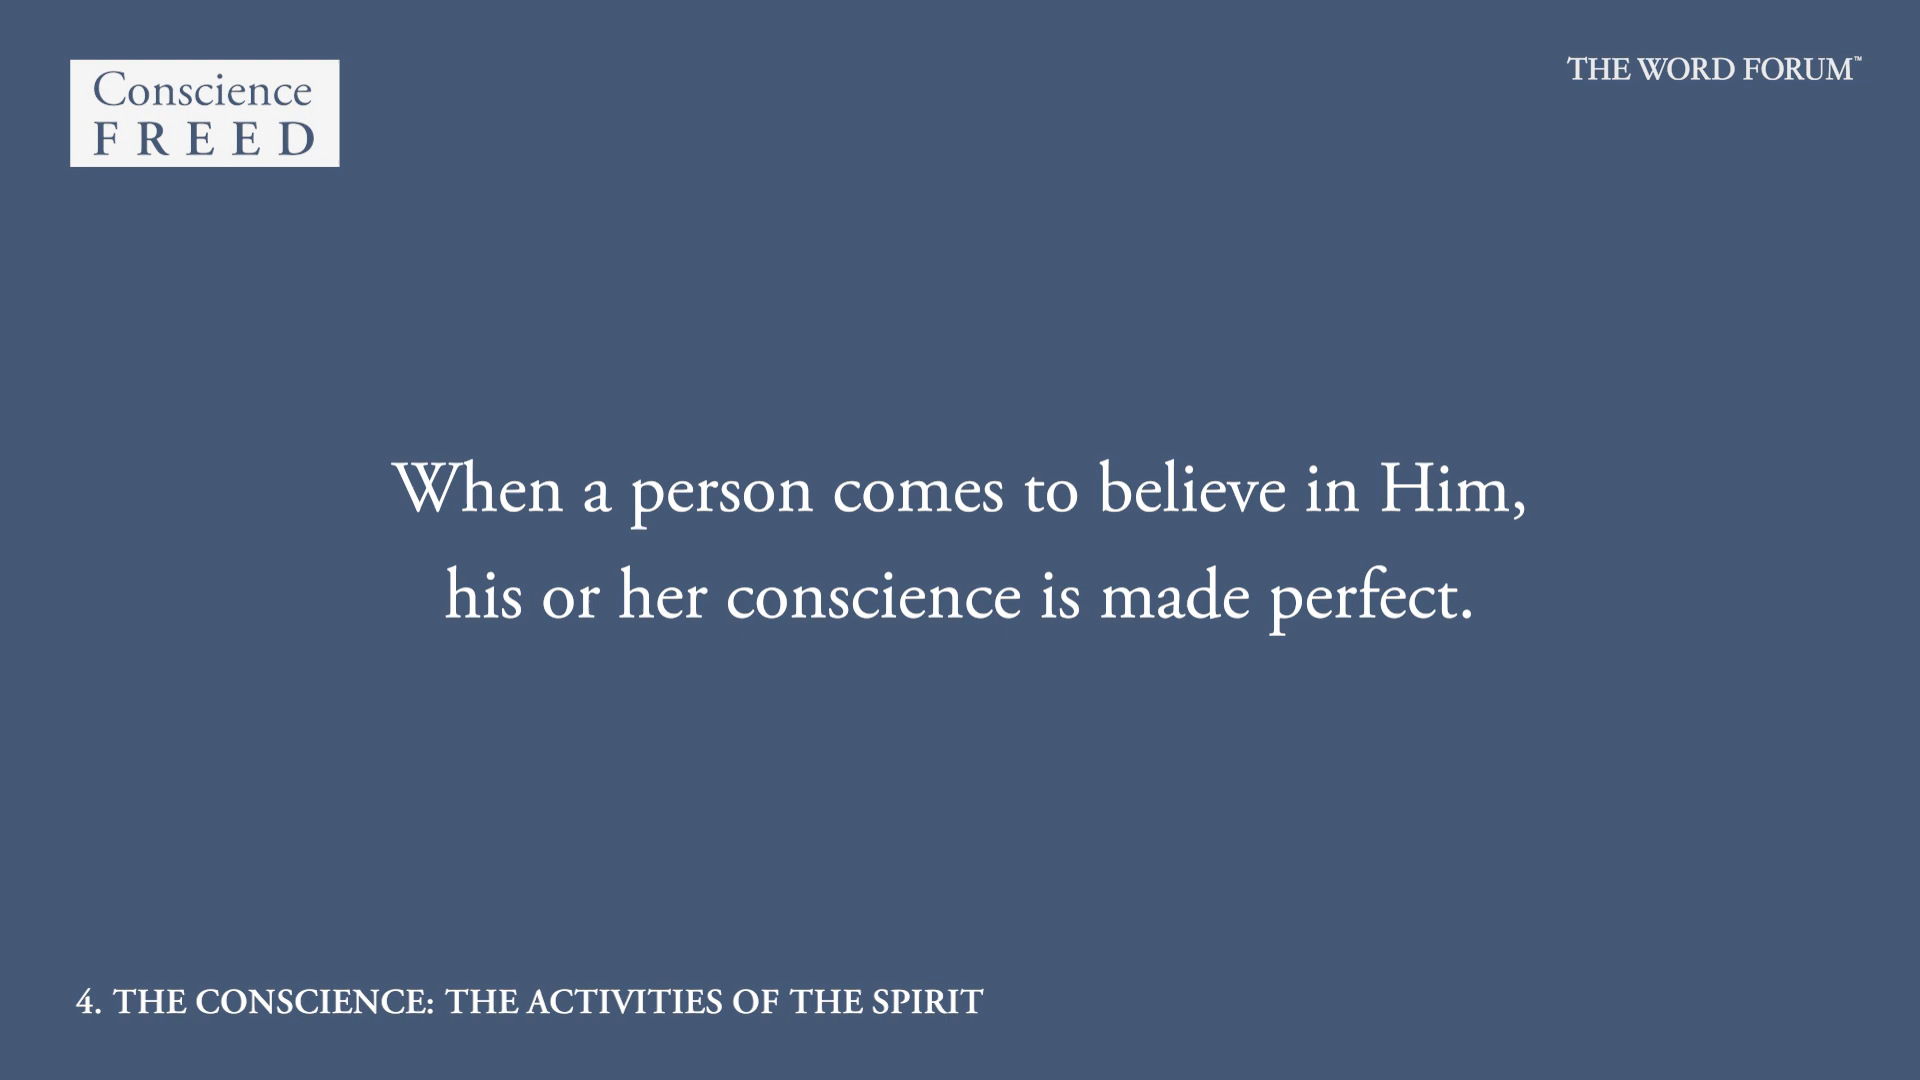 Conscience
FREED
THE WORD FORUM™
When a person comes to believe in Him,
his or her conscience is made perfect.
4. THE CONSCIENCE: THE ACTIVITIES OF THE SPIRIT